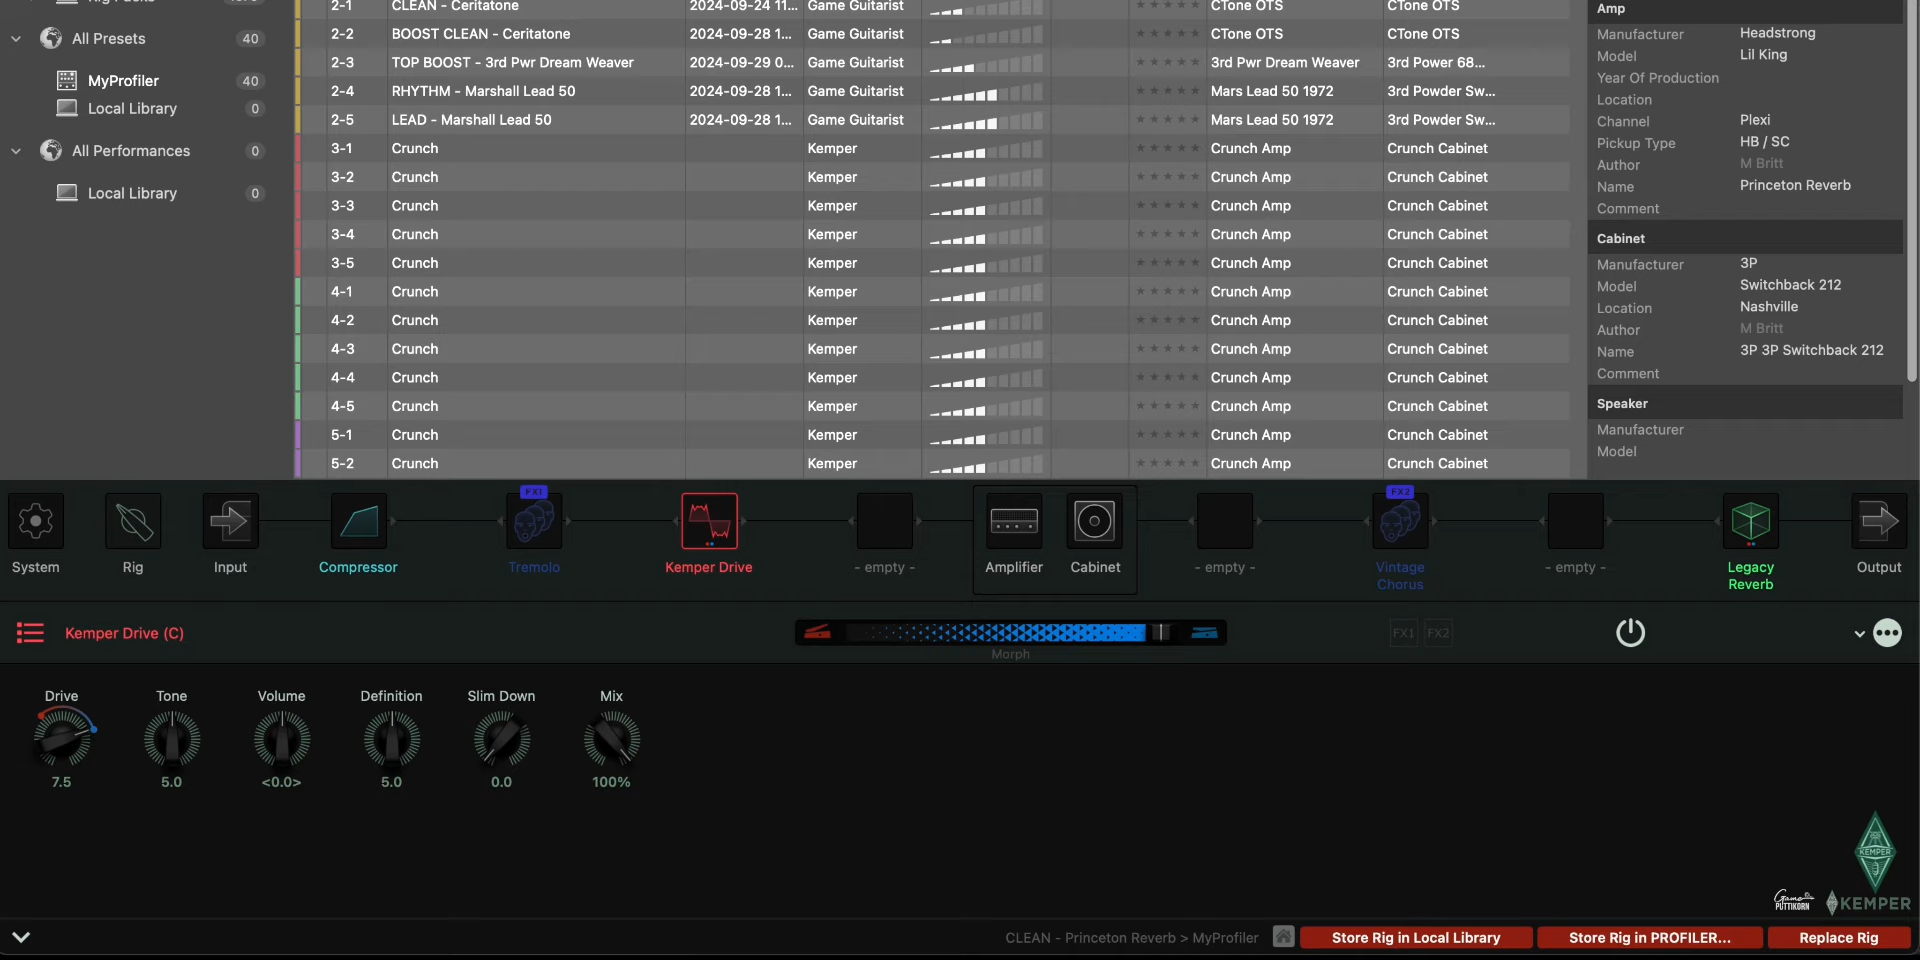 All Presets 40
MyProfiler 40
Local Library 0
All Performances 0
Local Library 0
2-1 CLEAN - Ceritatone 2024-09-24 11... Game Guitarist CTone OTS CTone OTS
2-2 BOOST CLEAN - Ceritatone 2024-09-28 1... Game Guitarist CTone OTS CTone OTS
2-3 TOP BOOST - 3rd Pwr Dream Weaver 2024-09-29 0... Game Guitarist 3rd Pwr Dream Weaver 3rd Power 68...
2-4 RHYTHM - Marshall Lead 50 2024-09-28 1... Game Guitarist Mars Lead 50 1972 3rd Powder Sw...
2-5 LEAD - Marshall Lead 50 2024-09-28 1... Game Guitarist Mars Lead 50 1972 3rd Powder Sw...
3-1 Crunch Kemper Crunch Amp Crunch Cabinet
3-2 Crunch Kemper Crunch Amp Crunch Cabinet
3-3 Crunch Kemper Crunch Amp Crunch Cabinet
3-4 Crunch Kemper Crunch Amp Crunch Cabinet
3-5 Crunch Kemper Crunch Amp Crunch Cabinet
4-1 Crunch Kemper Crunch Amp Crunch Cabinet
4-2 Crunch Kemper Crunch Amp Crunch Cabinet
4-3 Crunch Kemper Crunch Amp Crunch Cabinet
4-4 Crunch Kemper Crunch Amp Crunch Cabinet
4-5 Crunch Kemper Crunch Amp Crunch Cabinet
5-1 Crunch Kemper Crunch Amp Crunch Cabinet
5-2 Crunch Kemper Crunch Amp Crunch Cabinet
Amp
Manufacturer Headstrong
Model Lil King
Year Of Production
Location
Channel Plexi
Pickup Type HB / SC
Author M Britt
Name Princeton Reverb
Comment
Cabinet
Manufacturer 3P
Model Switchback 212
Location Nashville
Author M Britt
Name 3P 3P Switchback 212
Comment
Speaker
Manufacturer
Model
FX1 FX2
System Rig Input Compressor Tremolo Kemper Drive - empty - Amplifier Cabinet - empty - Vintage Chorus - empty - Legacy Reverb Output
Kemper Drive (C) FX1 FX2
Morph
Drive Tone Volume Definition Slim Down Mix
7.5 5.0 <0.0> 5.0 0.0 100%
KEMPER
Game PUTTIKORN KEMPER
CLEAN - Princeton Reverb > MyProfiler Store Rig in Local Library Store Rig in PROFILER... Replace Rig